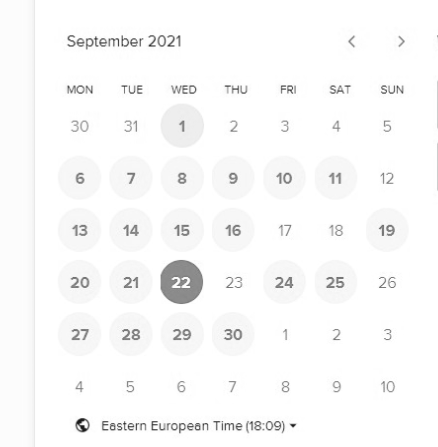 September 2021
MON TUE WED THU FRI SAT SUN
30 31 1 2 3 4 5
6 7 8 9 10 11 12
13 14 15 16 17 18 19
20 21 22 23 24 25 26
27 28 29 30 1 2 3
4 5 6 7 8 9 10
Eastern European Time (18:09)